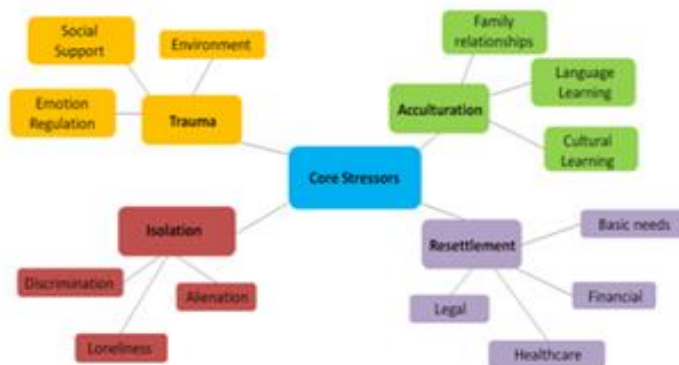 Social
Support
Environment
Emotion
Regulation
Trauma
Family
relationships
Language
Learning
Acculturation
Cultural
Learning
Core Stressors
Isolation
Discrimination
Alienation
Loneliness
Resettlement
Basic needs
Financial
Legal
Healthcare